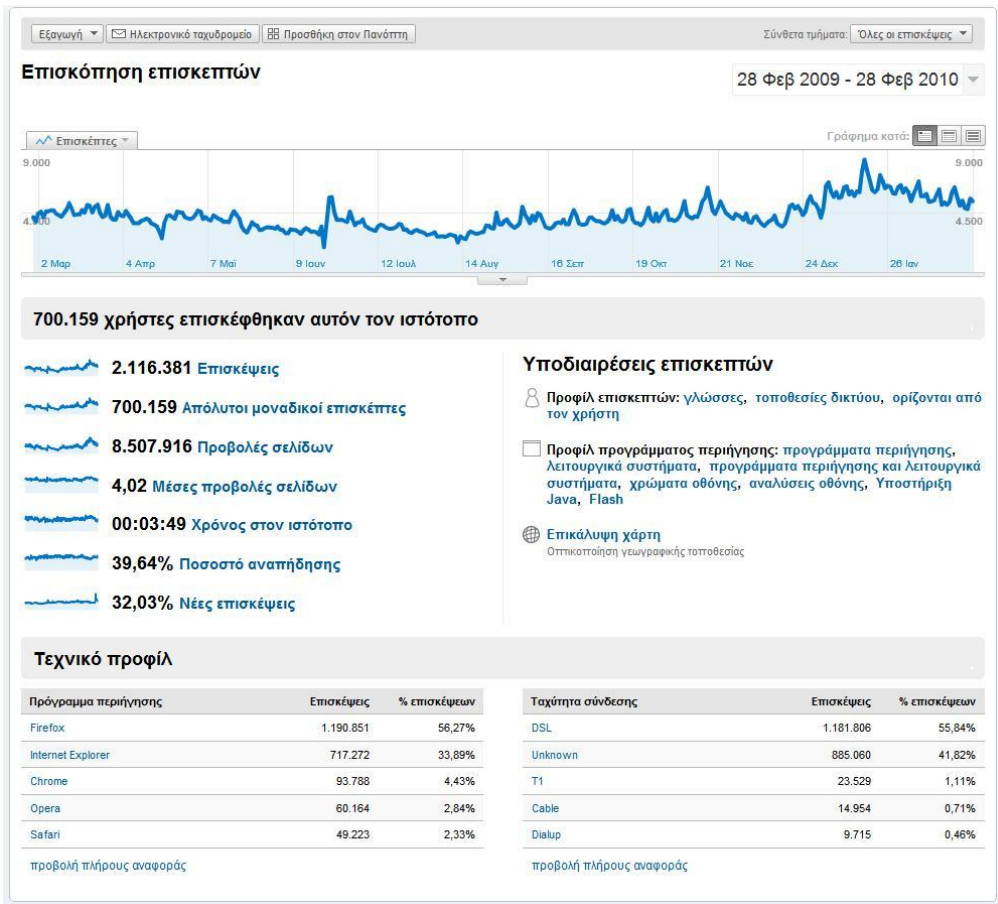 Εξαγωγή Ηλεκτρονικό ταχυδρομείο Προσθήκη στον Πανόπτη Σύνθετα τμήματα: Όλες οι επισκέψεις
Επισκόπηση επισκεπτών
28 Φεβ 2009 - 28 Φεβ 2010
Επισκέπτες Γράφημα κατά:
9.000 9.000
4.500 4.500
2 Μαρ 4 Απρ 7 Μαϊ 9 Ιουν 12 Ιουλ 14 Αυγ 16 Σεπ 19 Οκτ 21 Νοε 24 Δεκ 26 Ιαν
700.159 χρήστες επισκέφθηκαν αυτόν τον ιστότοπο
2.116.381 Επισκέψεις
700.159 Απόλυτοι μοναδικοί επισκέπτες
8.507.916 Προβολές σελίδων
4,02 Μέσες προβολές σελίδων
00:03:49 Χρόνος στον ιστότοπο
39,64% Ποσοστό αναπήδησης
32,03% Νέες επισκέψεις
Υποδιαιρέσεις επισκεπτών
Προφίλ επισκεπτών: γλώσσες, τοποθεσίες δικτύου, ορίζονται από
τον χρήστη
Προφίλ προγράμματος περιήγησης: προγράμματα περιήγησης,
λειτουργικά συστήματα, προγράμματα περιήγησης και λειτουργικά
συστήματα, χρώματα οθόνης, αναλύσεις οθόνης, Υποστήριξη
Java, Flash
Επικάλυψη χάρτη
Οπτικοποίηση γεωγραφικής τοποθεσίας
Τεχνικό προφίλ
Πρόγραμμα περιήγησης Επισκέψεις % επισκέψεων
Firefox 1.190.851 56,27%
Internet Explorer 717.272 33,89%
Chrome 93.788 4,43%
Opera 60.164 2,84%
Safari 49.223 2,33%
προβολή πλήρους αναφοράς
Ταχύτητα σύνδεσης Επισκέψεις % επισκέψεων
DSL 1.181.806 55,84%
Unknown 885.060 41,82%
T1 23.529 1,11%
Cable 14.954 0,71%
Dialup 9.715 0,46%
προβολή πλήρους αναφοράς